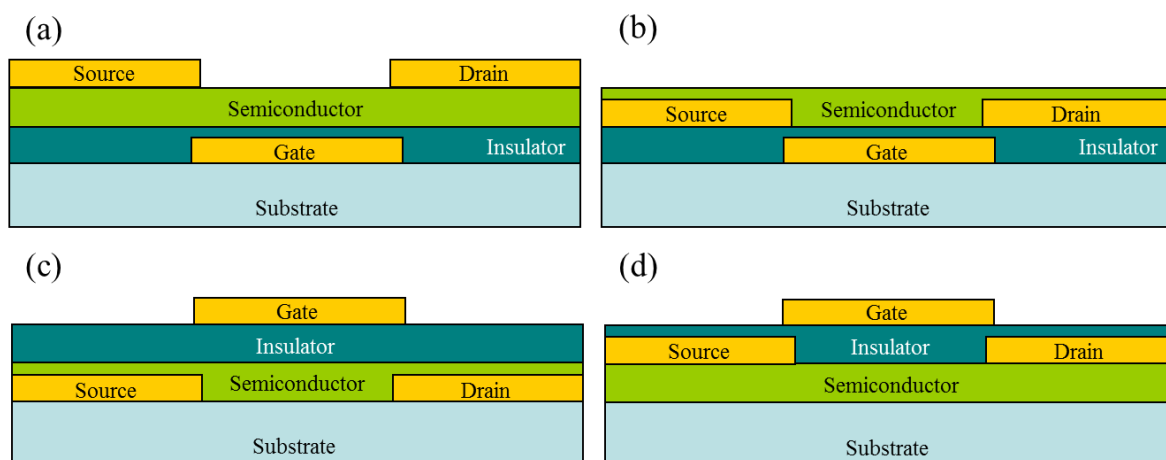 (a)
Source
Drain
Semiconductor
Gate
Insulator
Substrate
(b)
Source
Semiconductor
Drain
Gate
Insulator
Substrate
(c)
Gate
Insulator
Source
Semiconductor
Drain
Substrate
(d)
Gate
Source
Insulator
Drain
Semiconductor
Substrate